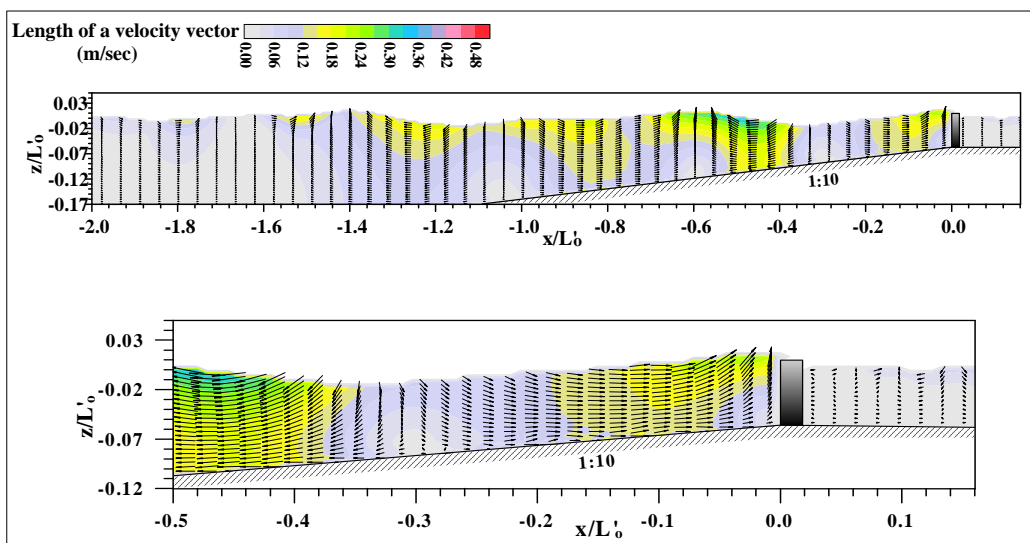 Length of a velocity vector
(m/sec)
0.00 0.06 0.12 0.18 0.24 0.30 0.36 0.42 0.48
0.03
-0.02
-0.07
-0.12
-0.17
z/L'o
1:10
-2.0 -1.8 -1.6 -1.4 -1.2 -1.0 -0.8 -0.6 -0.4 -0.2 0.0
x/L'o
0.03
-0.02
-0.07
-0.12
z/L'o
1:10
-0.5 -0.4 -0.3 -0.2 -0.1 0.0 0.1
x/L'o